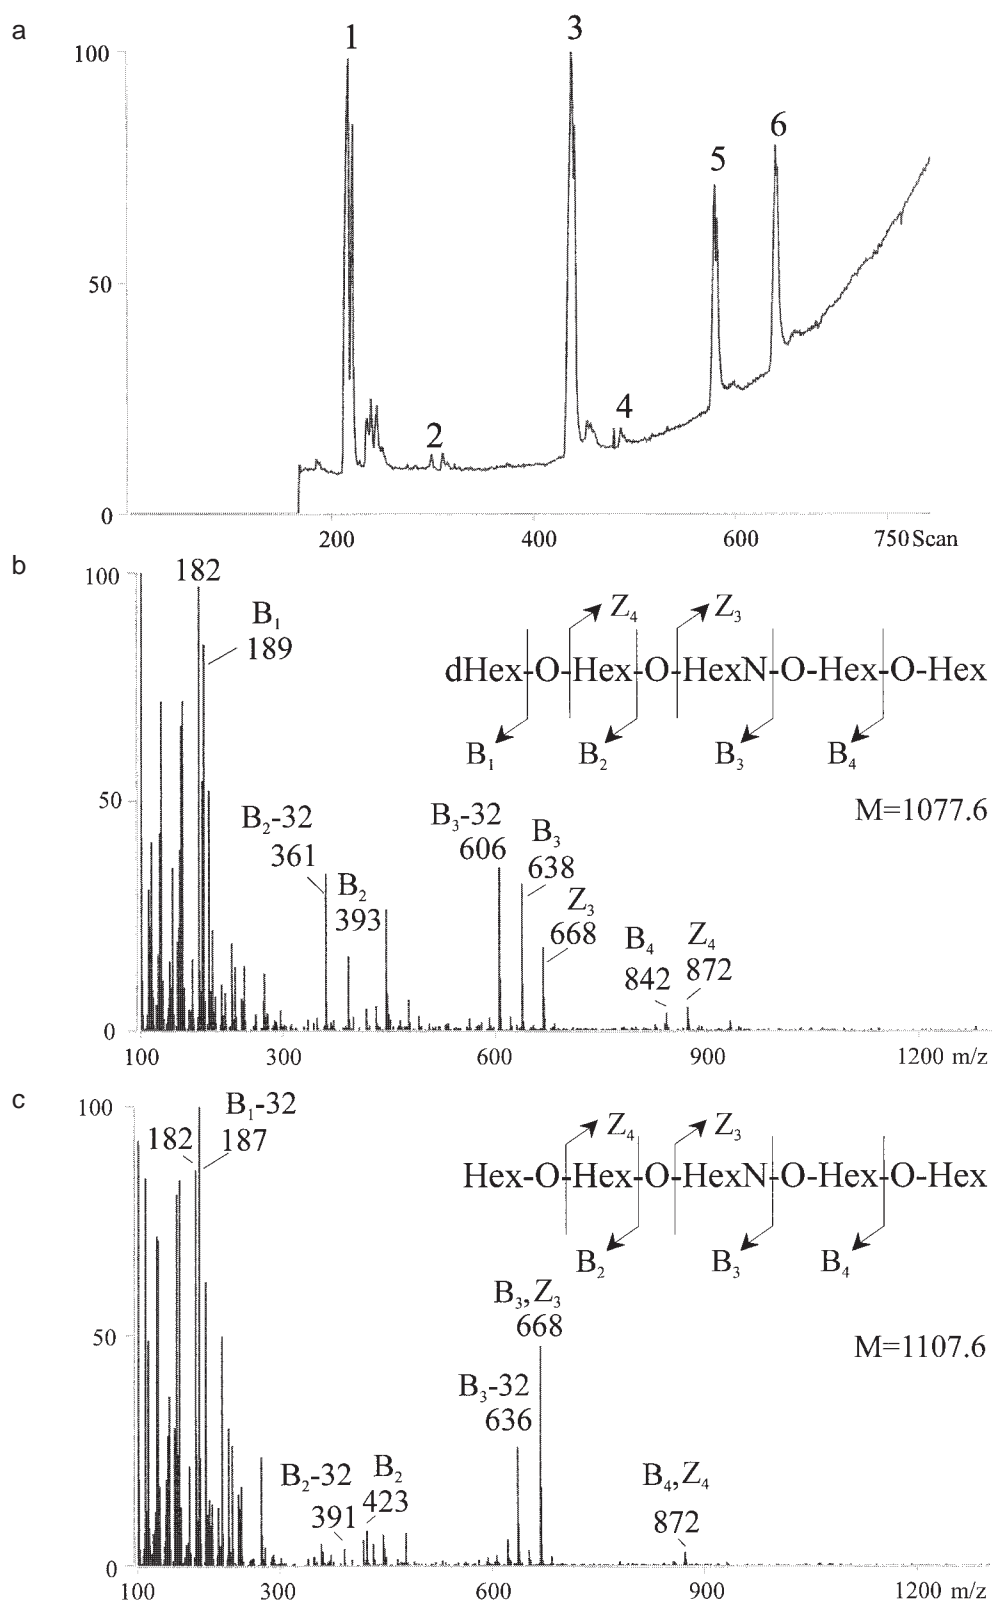 a
100
1
3
6
5
50
4
2
0
200
400
600
750 Scan
b
100
182
B₁
189
Z₄
Z₃
dHex-O-Hex-O-HexN-O-Hex-O-Hex
B₁
B₂
B₃
B₄
M=1077.6
50
B₂-32
361
B₂
393
B₃-32
606
B₃
638
Z₃
668
B₄
842
Z₄
872
0
100
300
600
900
1200 m/z
c
100
182
B₁-32
187
Z₄
Z₃
Hex-O-Hex-O-HexN-O-Hex-O-Hex
B₂
B₃
B₄
M=1107.6
50
B₃,Z₃
668
B₃-32
636
B₂-32
391
B₂
423
B₄,Z₄
872
0
100
300
600
900
1200 m/z